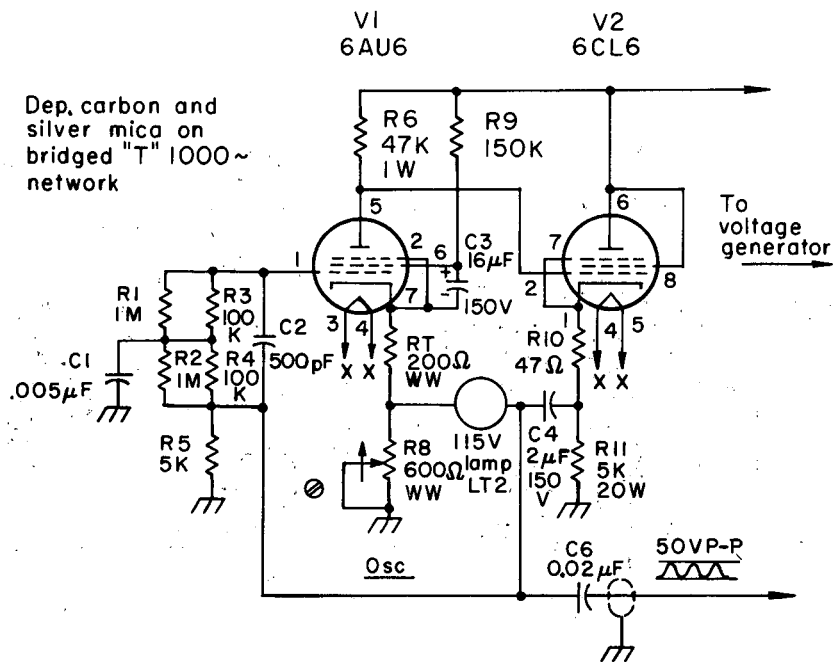 V1
6AU6
V2
6CL6
Dep. carbon and
silver mica on
bridged "T" 1000~
network
R6
47K
1W
R9
150K
To
voltage
generator
5
1
2
6
7
3
4
C3
16μF
+
-
150V
6
7
2
8
1
4
5
R1
1M
R3
100
K
C2
500pF
C1
.005μF
R2
1M
R4
100
K
R5
5K
X X
RT
200Ω
WW
R8
600Ω
WW
115V
lamp
LT2
R10
47Ω
X X
C4
2μF
150
V
R11
5K
20W
Osc
C6
0.02μF
50VP-P